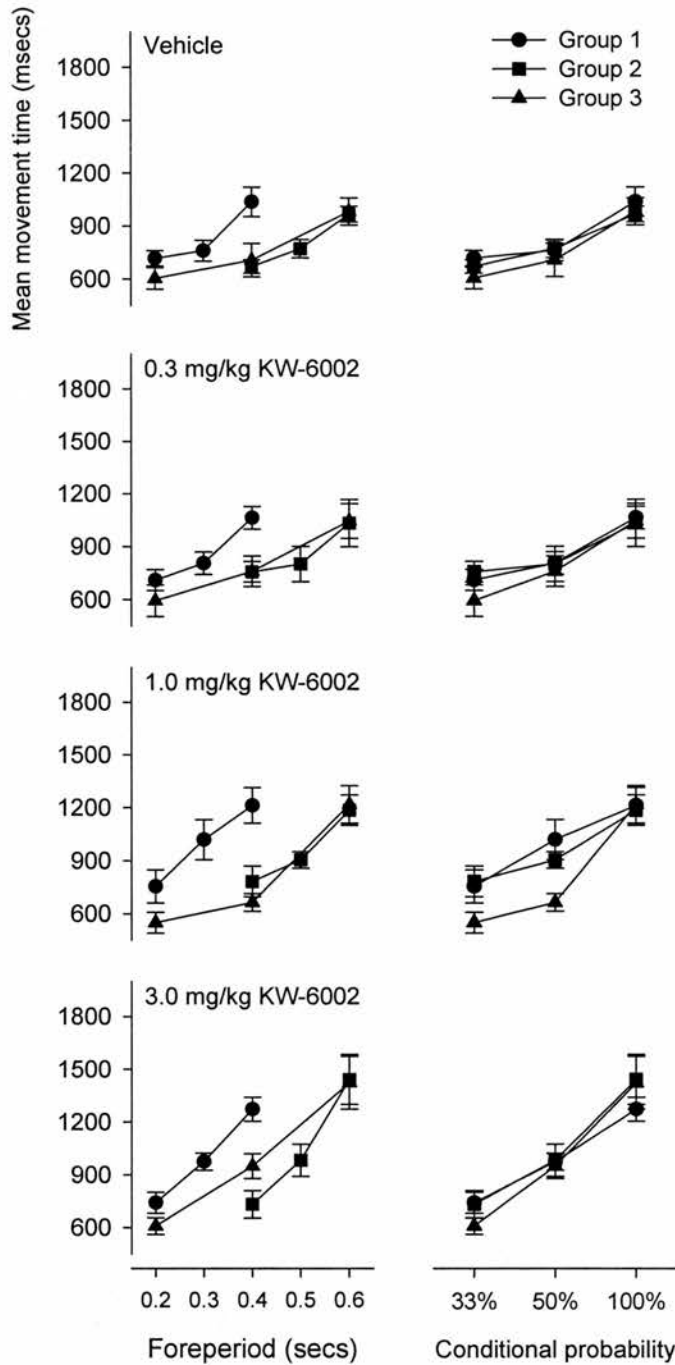 Mean movement time (msecs)
Vehicle
Group 1
Group 2
Group 3
1800
1500
1200
900
600
0.3 mg/kg KW-6002
1800
1500
1200
900
600
1.0 mg/kg KW-6002
1800
1500
1200
900
600
3.0 mg/kg KW-6002
1800
1500
1200
900
600
0.2 0.3 0.4 0.5 0.6
33% 50% 100%
Foreperiod (secs)
Conditional probability